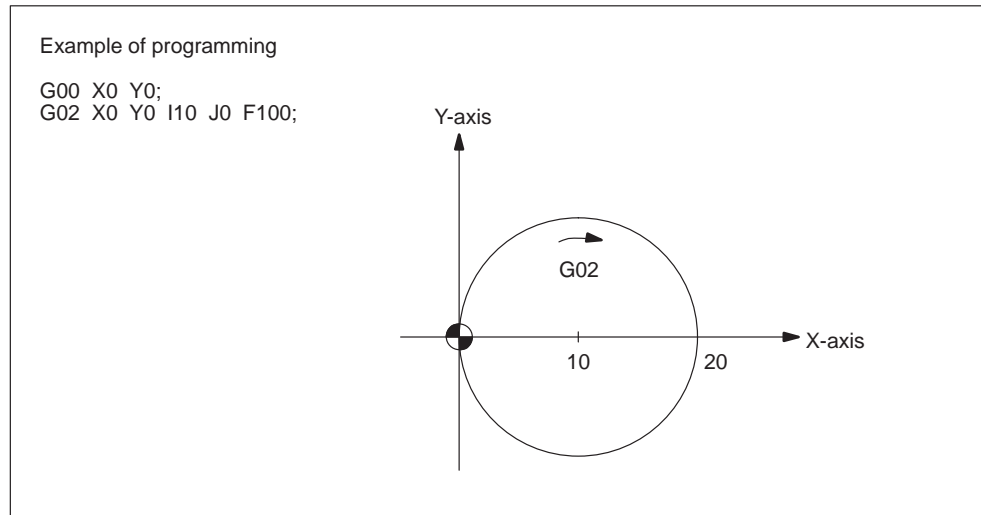 Example of programming
G00 X0 Y0;
G02 X0 Y0 I10 J0 F100;
Y-axis
G02
X-axis
10
20